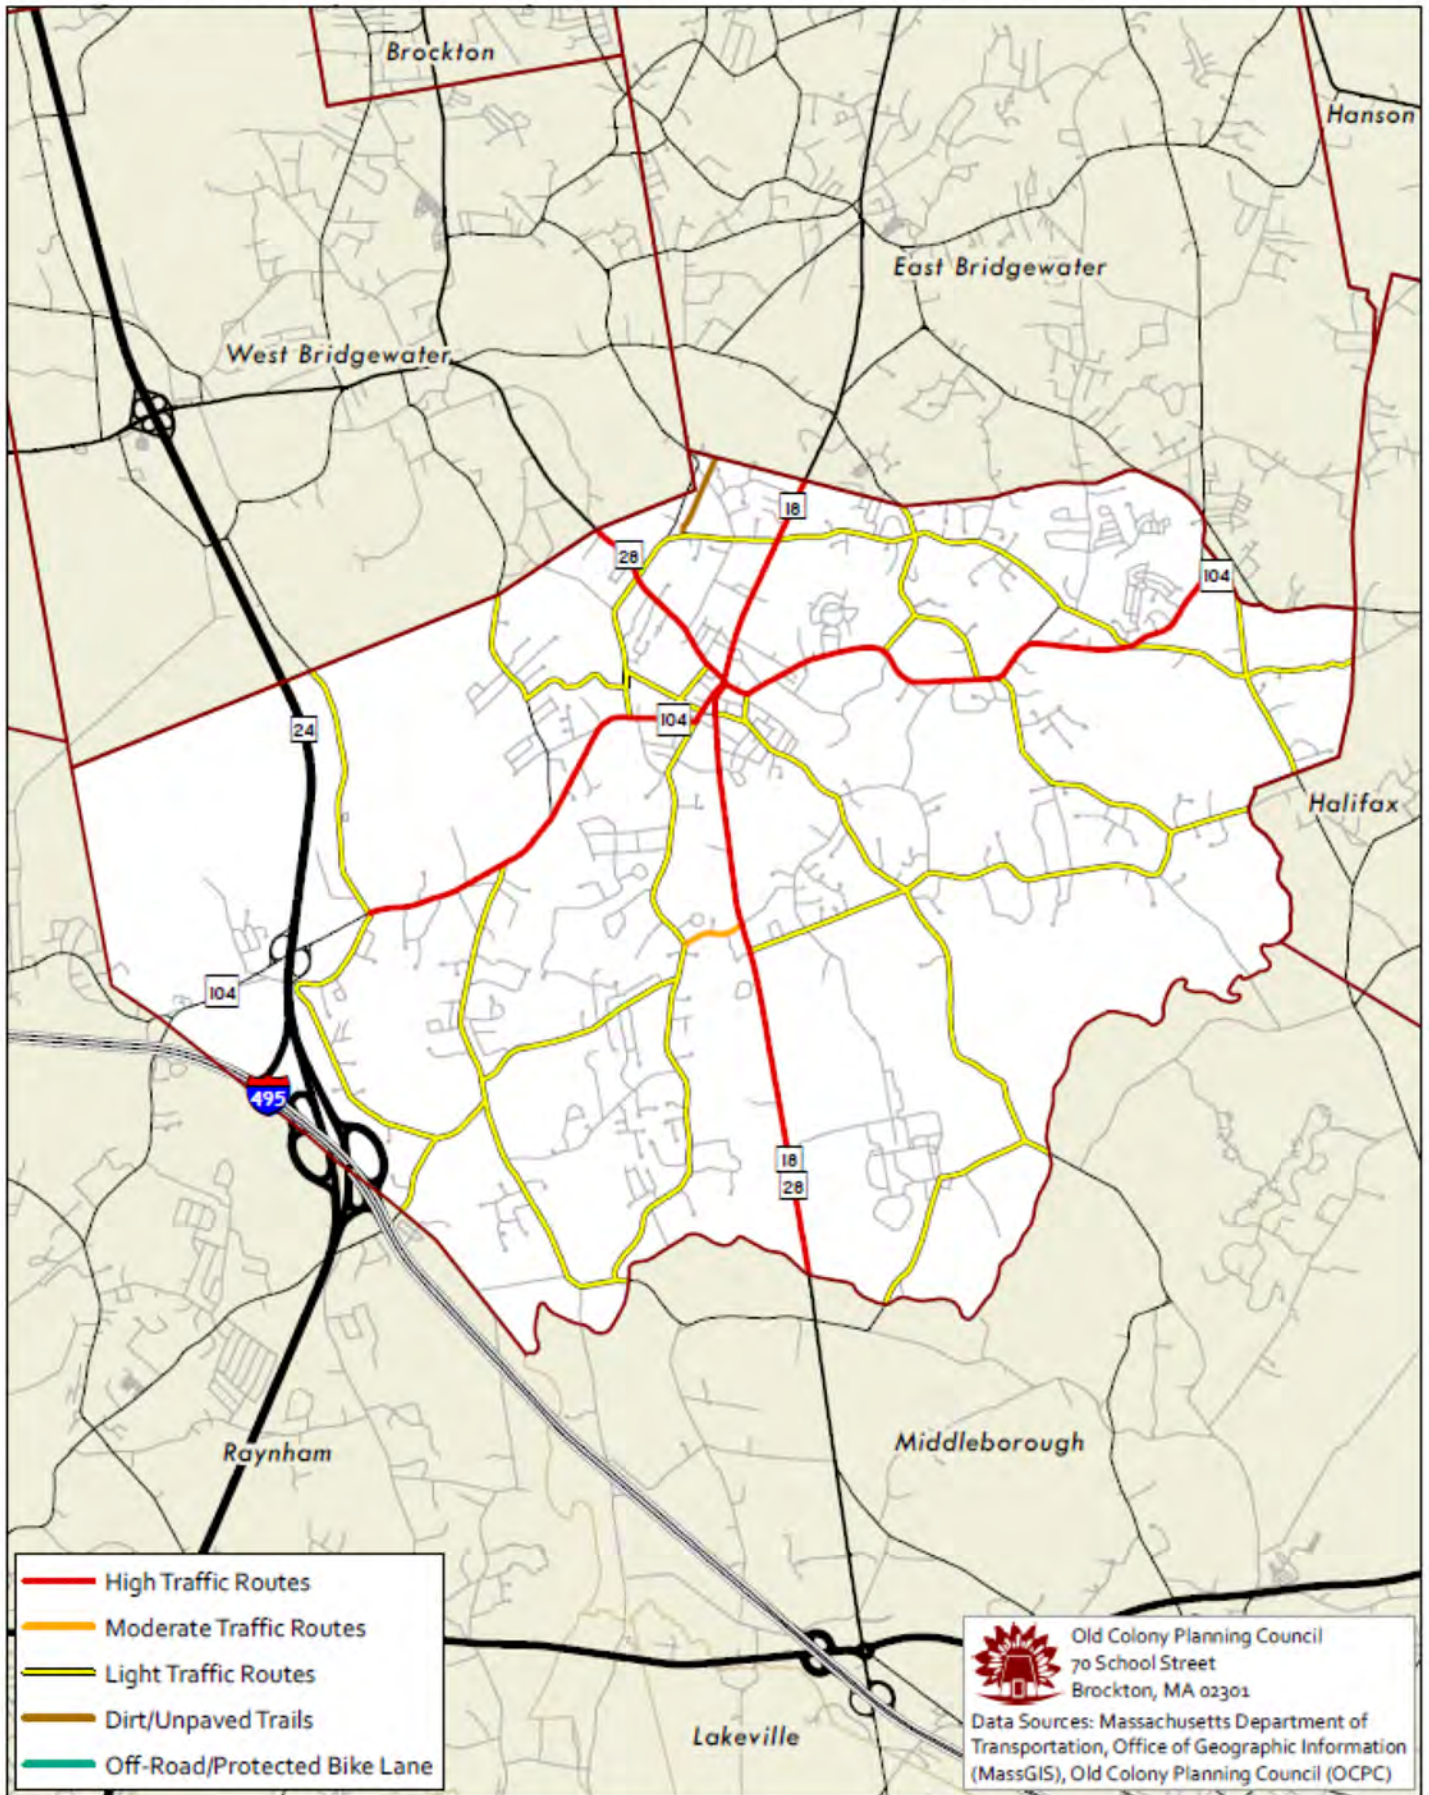 Brockton
Hanson
East Bridgewater
West Bridgewater
18
28
104
104
24
Halifax
104
495
18
28
Middleborough
Raynham
High Traffic Routes
Moderate Traffic Routes
Light Traffic Routes
Dirt/Unpaved Trails
Off-Road/Protected Bike Lane
Lakeville
Old Colony Planning Council
70 School Street
Brockton, MA 02301
Data Sources: Massachusetts Department of
Transportation, Office of Geographic Information
(MassGIS), Old Colony Planning Council (OCPC)